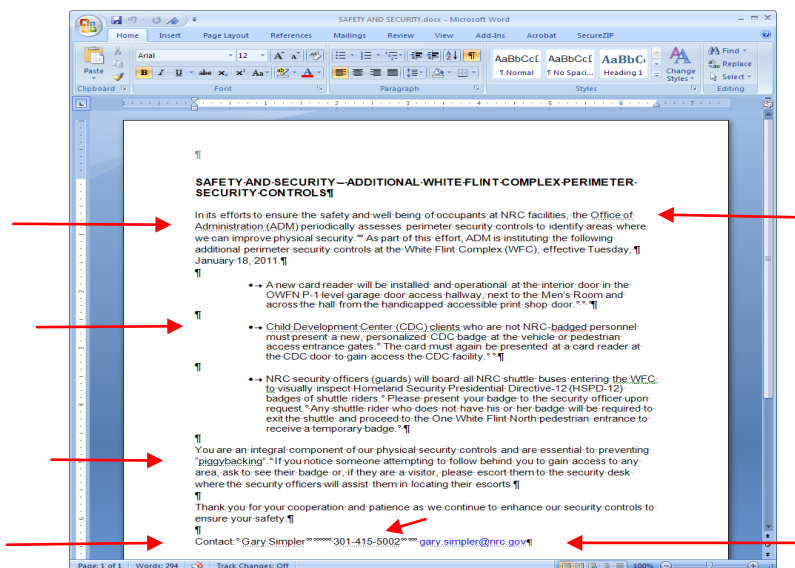 SAFETY AND SECURITY.docx - Microsoft Word
Home Insert Page Layout References Mailings Review View Add-Ins Acrobat SecureZIP
Paste
Arial 12
AaBbCcI AaBbCcI AaBbC
¶ Normal ¶ No Spaci... Heading 1
Change Styles
Find
Replace
Select
Clipboard Font Paragraph Styles Editing
¶
SAFETY AND SECURITY – ADDITIONAL WHITE FLINT COMPLEX PERIMETER
SECURITY CONTROLS¶
In its efforts to ensure the safety and well being of occupants at NRC facilities, the Office of
Administration (ADM) periodically assesses perimeter security controls to identify areas where
we can improve physical security. As part of this effort, ADM is instituting the following
additional perimeter security controls at the White Flint Complex (WFC), effective Tuesday, ¶
January 18, 2011.¶
¶
• A new card reader will be installed and operational at the interior door in the
OWFN P-1 level garage door access hallway, next to the Men's Room and
across the hall from the handicapped accessible print shop door. ¶
¶
• Child Development Center (CDC) clients who are not NRC-badged personnel
must present a new, personalized CDC badge at the vehicle or pedestrian
access entrance gates. The card must again be presented at a card reader at
the CDC door to gain access the CDC facility. ¶
¶
• NRC security officers (guards) will board all NRC shuttle buses entering the WFC
to visually inspect Homeland Security Presidential Directive-12 (HSPD-12)
badges of shuttle riders. Please present your badge to the security officer upon
request. Any shuttle rider who does not have his or her badge will be required to
exit the shuttle and proceed to the One White Flint North pedestrian entrance to
receive a temporary badge. ¶
¶
You are an integral component of our physical security controls and are essential to preventing
"piggybacking". If you notice someone attempting to follow behind you to gain access to any
area, ask to see their badge or, if they are a visitor, please escort them to the security desk
where the security officers will assist them in locating their escorts.¶
¶
Thank you for your cooperation and patience as we continue to enhance our security controls to
ensure your safety.¶
¶
Contact: Gary Simpler 301-415-5002 gary.simpler@nrc.gov¶
Page: 1 of 1 Words: 294 Track Changes: Off 100%